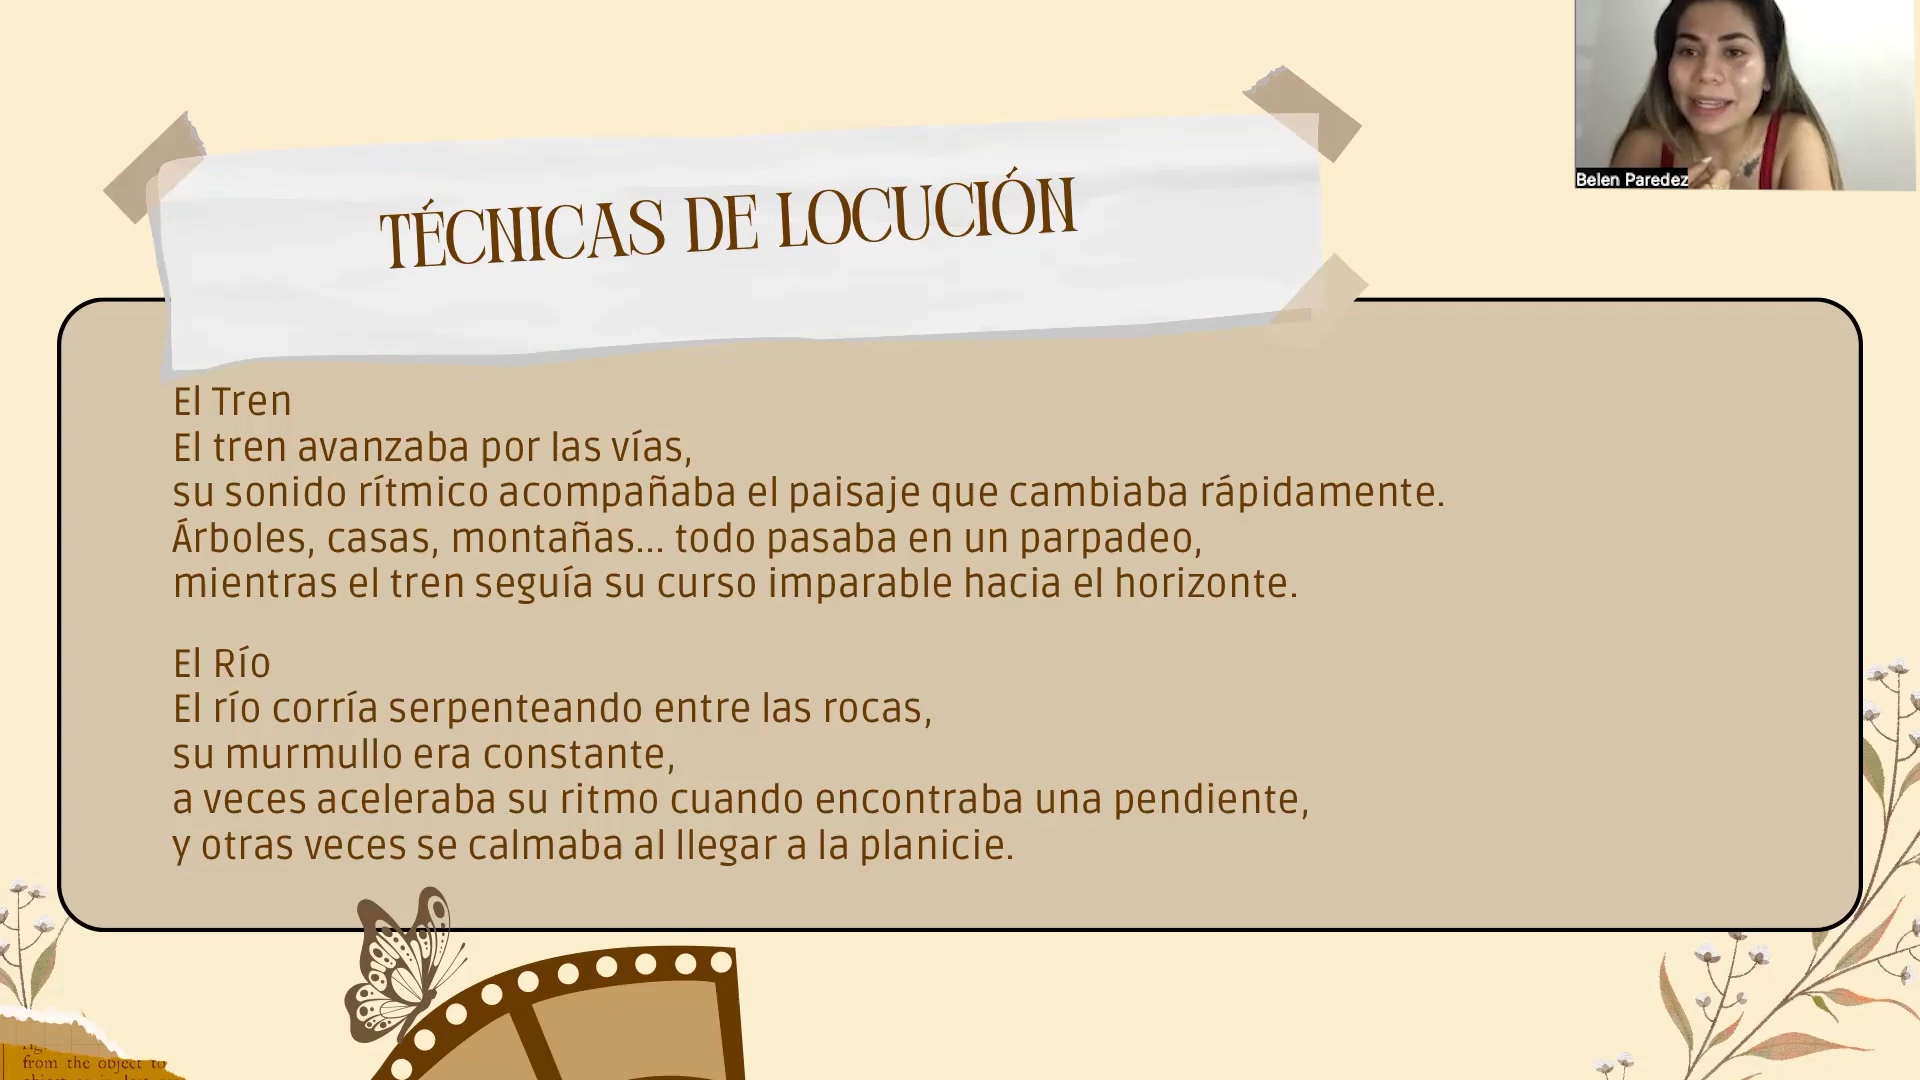 Belen Paredez
TÉCNICAS DE LOCUCIÓN
El Tren
El tren avanzaba por las vías,
su sonido rítmico acompañaba el paisaje que cambiaba rápidamente.
Árboles, casas, montañas... todo pasaba en un parpadeo,
mientras el tren seguía su curso imparable hacia el horizonte.
El Río
El río corría serpenteando entre las rocas,
su murmullo era constante,
a veces aceleraba su ritmo cuando encontraba una pendiente,
y otras veces se calmaba al llegar a la planicie.
from the object to